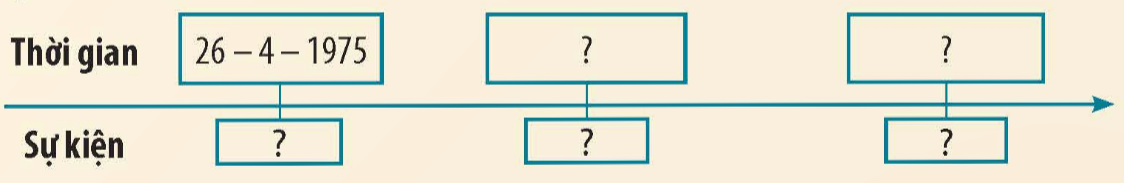 Thời gian 26 – 4 – 1975 ? ?
Sự kiện ? ? ?